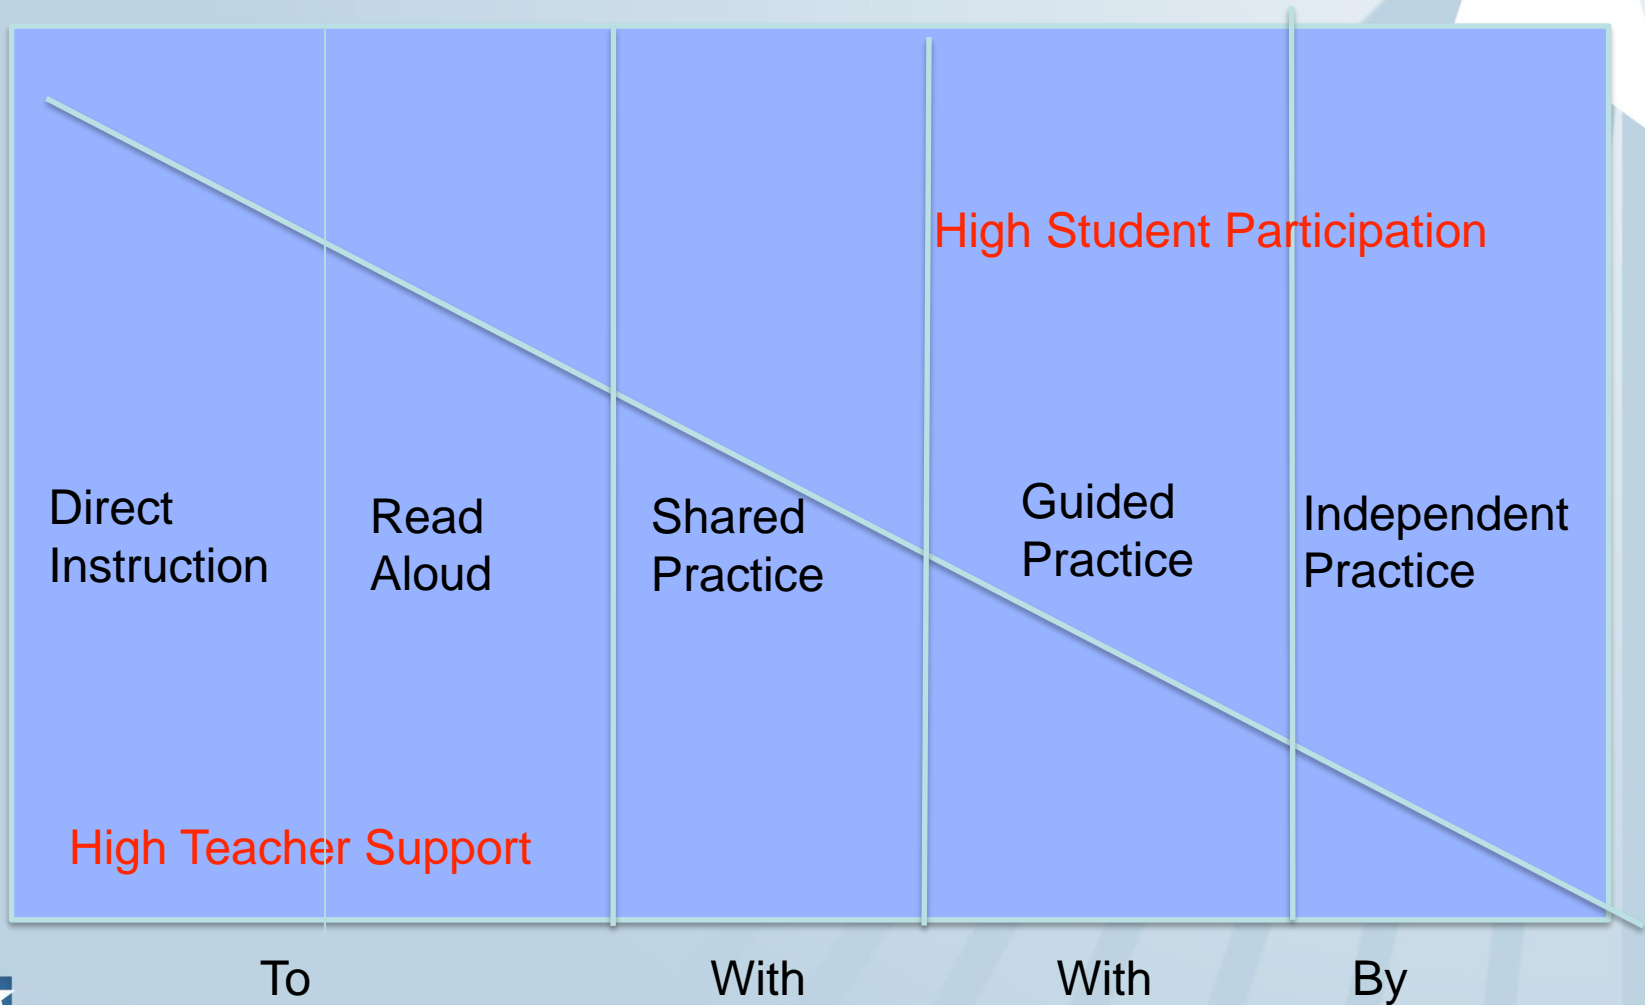 High Student Participation
Direct
Instruction
Read
Aloud
Shared
Practice
Guided
Practice
Independent
Practice
High Teacher Support
To
With
With
By